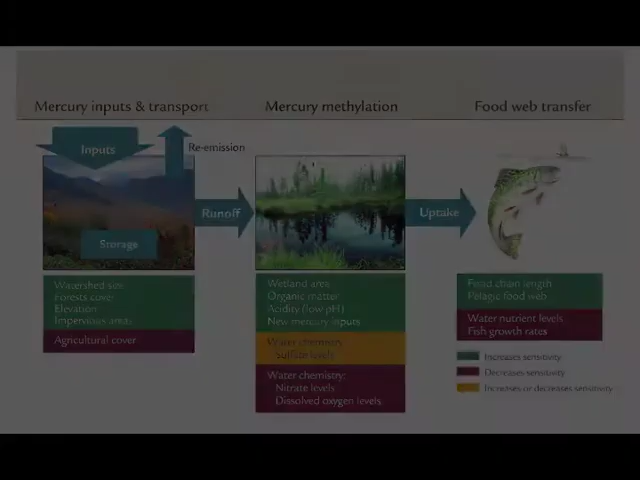 Mercury inputs & transport
Mercury methylation
Food web transfer
Inputs
Re-emission
Runoff
Uptake
Storage
Watershed size
Forests cover
Elevation
Impervious areas
Agricultural cover
Wetland area
Organic matter
Acidity (low pH)
New mercury inputs
Water chemistry:
Sulfate levels
Water chemistry:
Nitrate levels
Dissolved oxygen levels
Food chain length
Pelagic food web
Water nutrient levels
Fish growth rates
Increases sensitivity
Decreases sensitivity
Increases or decreases sensitivity